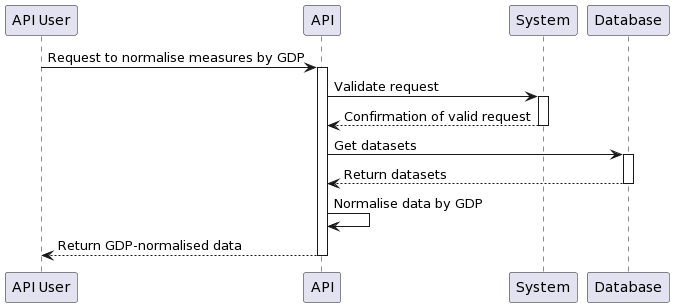 API User API System Database
Request to normalise measures by GDP
Validate request
Confirmation of valid request
Get datasets
Return datasets
Normalise data by GDP
Return GDP-normalised data
API User API System Database